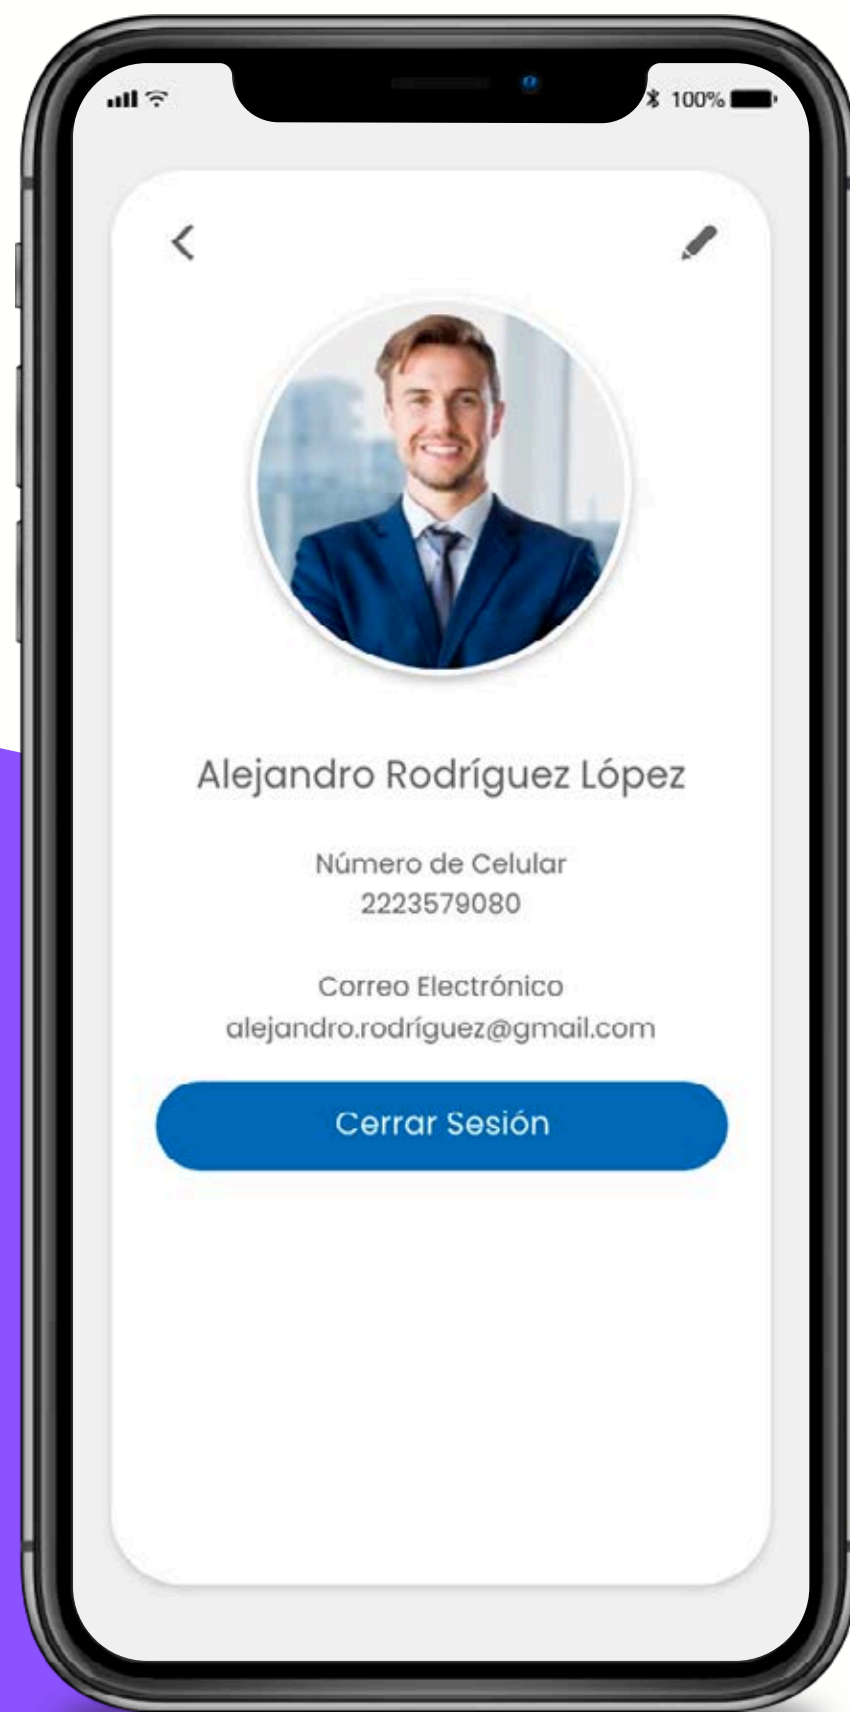 100%
Alejandro Rodríguez López
Número de Celular
2223579080
Correo Electrónico
alejandro.rodríguez@gmail.com
Cerrar Sesión